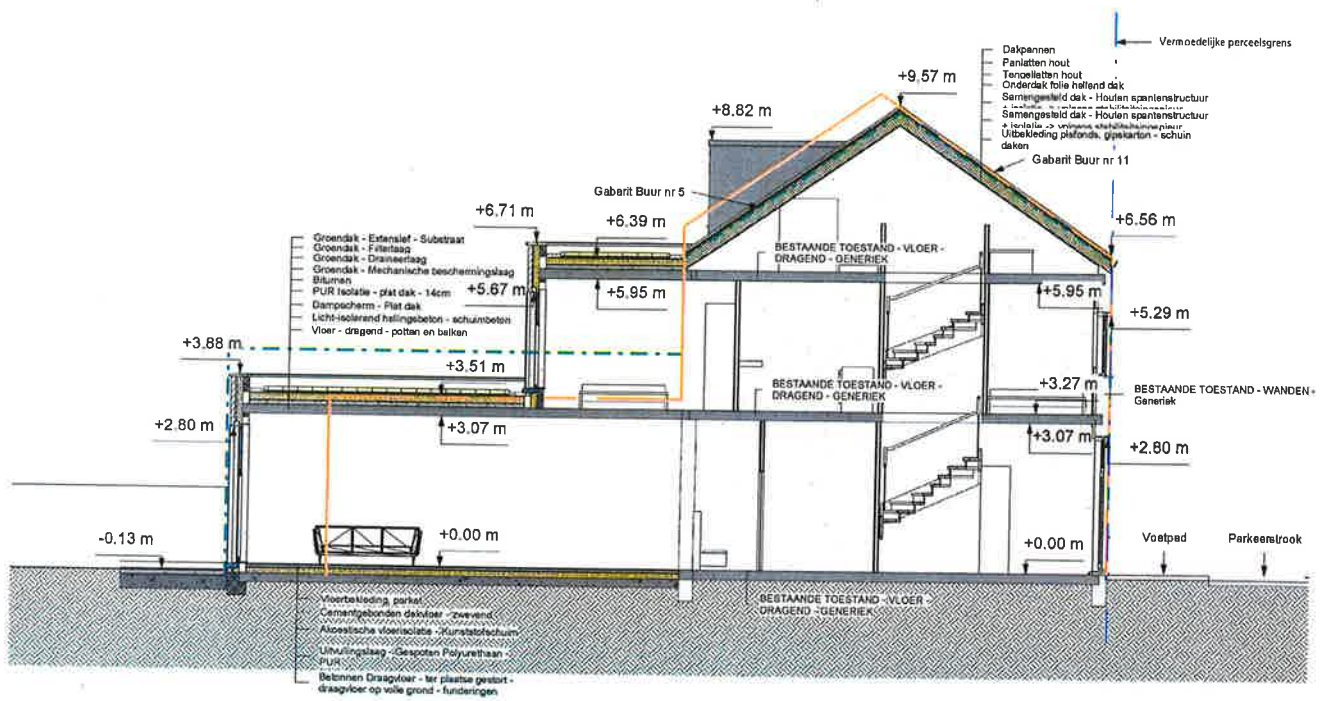 Vermoedelijke perceelsgrens
Dakpannen
Panlatten hout
Tengellatten hout
Onderdak folie hellend dak
Samengesteld dak - Houten spantenstructuur
+ isolatie -> volgens stabiliteitsingenieur
Samengesteld dak - Houten spantenstructuur
+ isolatie -> volgens stabiliteitsingenieur
Uitbekleding plafonds, gipskarton - schuin
daken
+9.57 m
+8.82 m
Gabarit Buur nr 11
Gabarit Buur nr 5
+6.71 m
+6.39 m
+6.56 m
Groendak - Extensief - Substraat
Groendak - Filterlaag
Groendak - Draineerlaag
Groendak - Mechanische beschermingslaag
Bitumen
PUR Isolatie - plat dak - 14cm
Dampscherm - Plat dak
Licht-isolerend hellingsbeton - schuimbeton
Vloer - dragend - potten en balken
BESTAANDE TOESTAND - VLOER -
DRAGEND - GENERIEK
+5.67 m
+5.95 m
+5.95 m
+5.29 m
+3.88 m
+3.51 m
BESTAANDE TOESTAND - VLOER -
DRAGEND - GENERIEK
+3.27 m
BESTAANDE TOESTAND - WANDEN -
Generiek
+2.80 m
+3.07 m
+3.07 m
+2.80 m
-0.13 m
+0.00 m
+0.00 m
Voetpad
Parkeerstrook
Vloerbekleding, parket
Cementgebonden dekvloer - zwevend
Akoestische vloerisolatie - Kunststofschuim
Uitvullingslaag - Gespoten Polyurethaan -
PUR
Betonnen Draagvloer - ter plaatse gestort -
draagvloer op volle grond - funderingen
BESTAANDE TOESTAND - VLOER -
DRAGEND - GENERIEK